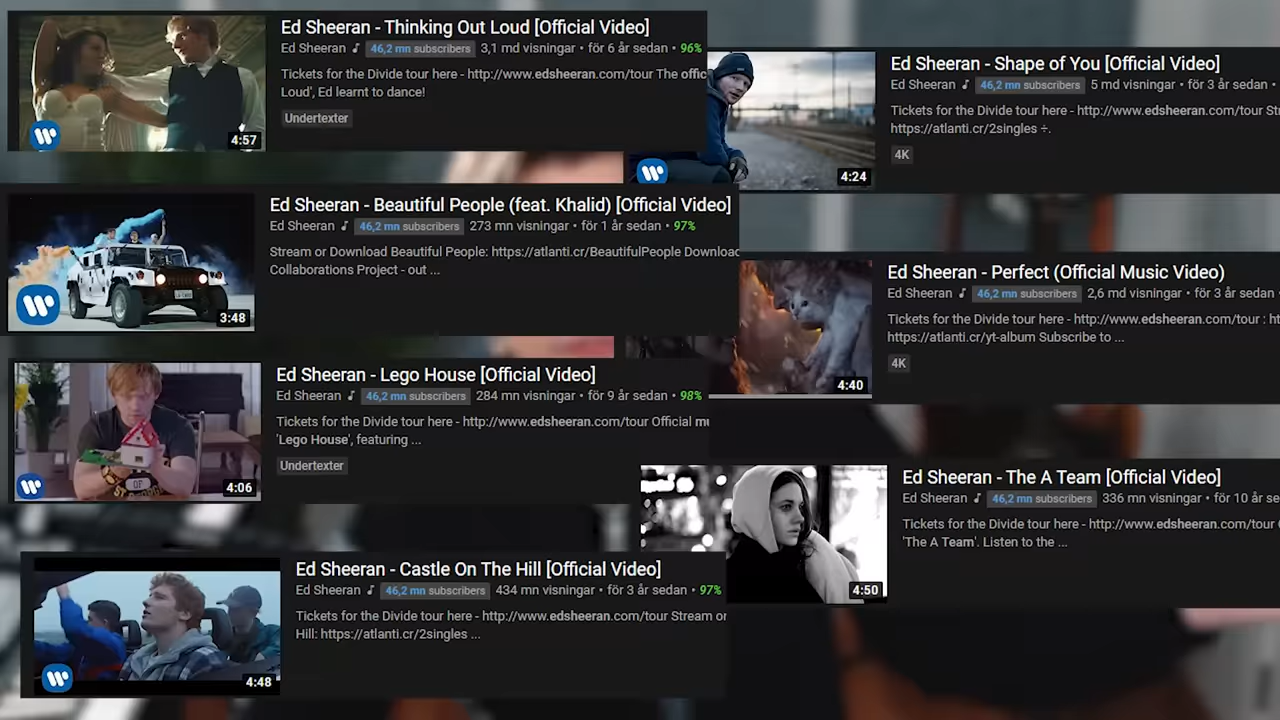 Ed Sheeran - Thinking Out Loud [Official Video]
Ed Sheeran ♪ 46,2 mn subscribers 3,1 md visningar • för 6 år sedan • 96%
Tickets for the Divide tour here - http://www.edsheeran.com/tour The offic
Loud', Ed learnt to dance!
Undertexter
4:57
Ed Sheeran - Shape of You [Official Video]
Ed Sheeran ♪ 46,2 mn subscribers 5 md visningar • för 3 år sedan •
Tickets for the Divide tour here - http://www.edsheeran.com/tour St
https://atlanti.cr/2singles ÷.
4K
4:24
Ed Sheeran - Beautiful People (feat. Khalid) [Official Video]
Ed Sheeran ♪ 46,2 mn subscribers 273 mn visningar • för 1 år sedan • 97%
Stream or Download Beautiful People: https://atlanti.cr/BeautifulPeople Download
Collaborations Project - out ...
3:48
Ed Sheeran - Perfect (Official Music Video)
Ed Sheeran ♪ 46,2 mn subscribers 2,6 md visningar • för 3 år sedan
Tickets for the Divide tour here - http://www.edsheeran.com/tour : ht
https://atlanti.cr/yt-album Subscribe to ...
4K
4:40
Ed Sheeran - Lego House [Official Video]
Ed Sheeran ♪ 46,2 mn subscribers 284 mn visningar • för 9 år sedan • 98%
Tickets for the Divide tour here - http://www.edsheeran.com/tour Official mu
'Lego House', featuring ...
Undertexter
4:06
Ed Sheeran - The A Team [Official Video]
Ed Sheeran ♪ 46,2 mn subscribers 336 mn visningar • för 10 år se
Tickets for the Divide tour here - http://www.edsheeran.com/tour
'The A Team'. Listen to the ...
4:50
Ed Sheeran - Castle On The Hill [Official Video]
Ed Sheeran ♪ 46,2 mn subscribers 434 mn visningar • för 3 år sedan • 97%
Tickets for the Divide tour here - http://www.edsheeran.com/tour Stream or
Hill: https://atlanti.cr/2singles ...
4:48